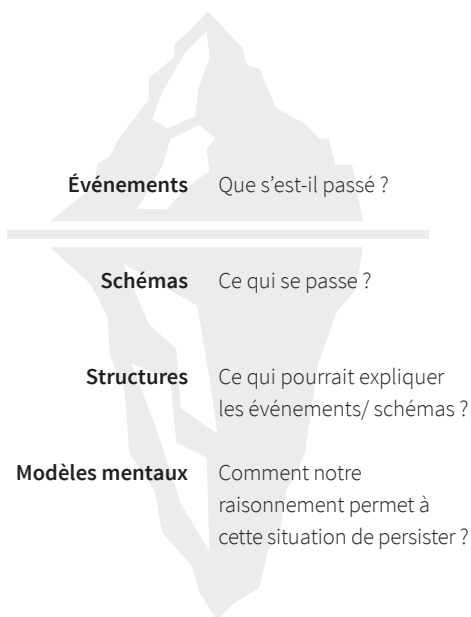 Événements Que s’est-il passé ?
Schémas Ce qui se passe ?
Structures Ce qui pourrait expliquer
les événements/ schémas ?
Modèles mentaux Comment notre
raisonnement permet à
cette situation de persister ?